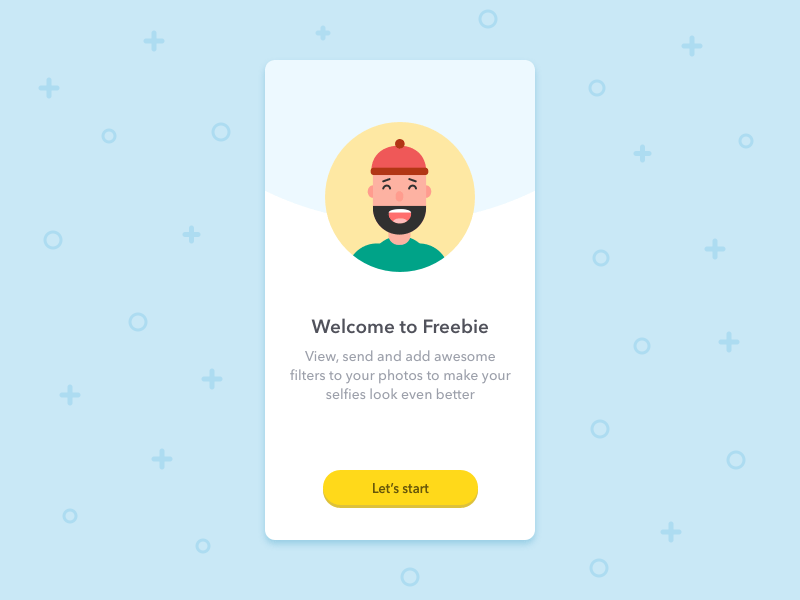 Welcome to Freebie
View, send and add awesome
filters to your photos to make your
selfies look even better
Let’s start